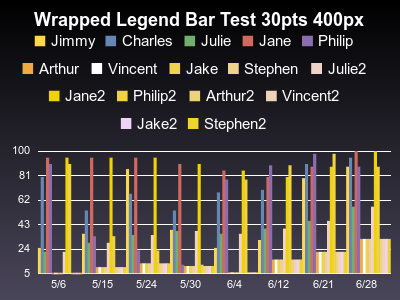 Wrapped Legend Bar Test 30pts 400px
Jimmy Charles Julie Jane Philip
Arthur Vincent Jake Stephen Julie2
Jane2 Philip2 Arthur2 Vincent2
Jake2 Stephen2
100
81
62
43
24
5
5/6 5/15 5/24 5/30 6/4 6/12 6/21 6/28